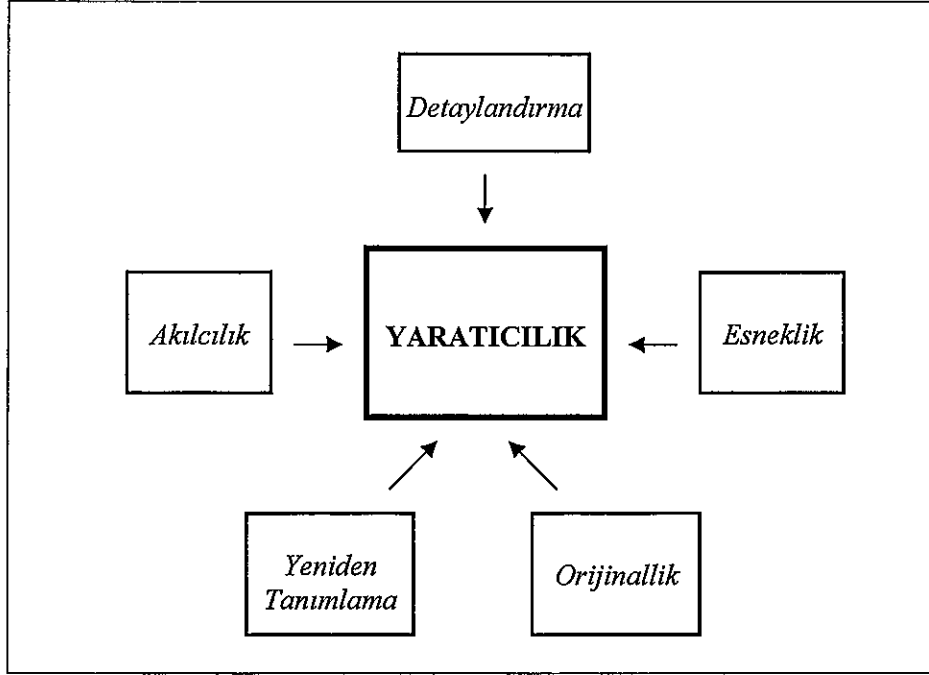 Detaylandırma
Akılcılık
YARATICILIK
Esneklik
Yeniden
Tanımlama
Orijinallik